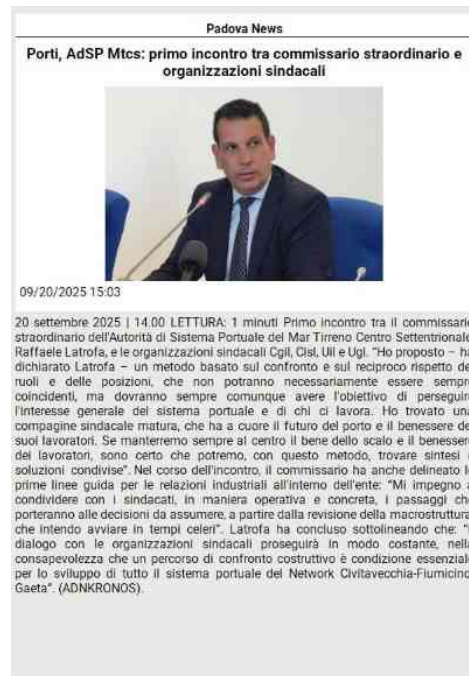 Padova News
Porti, AdSP Mtcs: primo incontro tra commissario straordinario e
organizzazioni sindacali
09/20/2025 15:03
20 settembre 2025 | 14.00 LETTURA: 1 minuti Primo incontro tra il commissario
straordinario dell'Autorità di Sistema Portuale del Mar Tirreno Centro Settentrionale
Raffaele Latrofa, e le organizzazioni sindacali Cgil, Cisl, Uil e Ugl. "Ho proposto – ha
dichiarato Latrofa – un metodo basato sul confronto e sul reciproco rispetto dei
ruoli e delle posizioni, che non potranno necessariamente essere sempre
coincidenti, ma dovranno sempre comunque avere l'obiettivo di perseguire
l'interesse generale del sistema portuale e di chi ci lavora. Ho trovato una
compagine sindacale matura, che ha a cuore il futuro del porto e il benessere dei
suoi lavoratori. Se manterremo sempre al centro il bene dello scalo e il benessere
dei lavoratori, sono certo che potremo, con questo metodo, trovare sintesi
soluzioni condivise". Nel corso dell'incontro, il commissario ha anche delineato le
prime linee guida per le relazioni industriali all'interno dell'ente: "Mi impegno a
condividere con i sindacati, in maniera operativa e concreta, i passaggi che
porteranno alle decisioni da assumere, a partire dalla revisione della macrostruttura
che intendo avviare in tempi celeri". Latrofa ha concluso sottolineando che:
dialogo con le organizzazioni sindacali proseguirà in modo costante, nella
consapevolezza che un percorso di confronto costruttivo è condizione essenziale
per lo sviluppo di tutto il sistema portuale del Network Civitavecchia-Fiumicino
Gaeta". (ADNKRONOS).